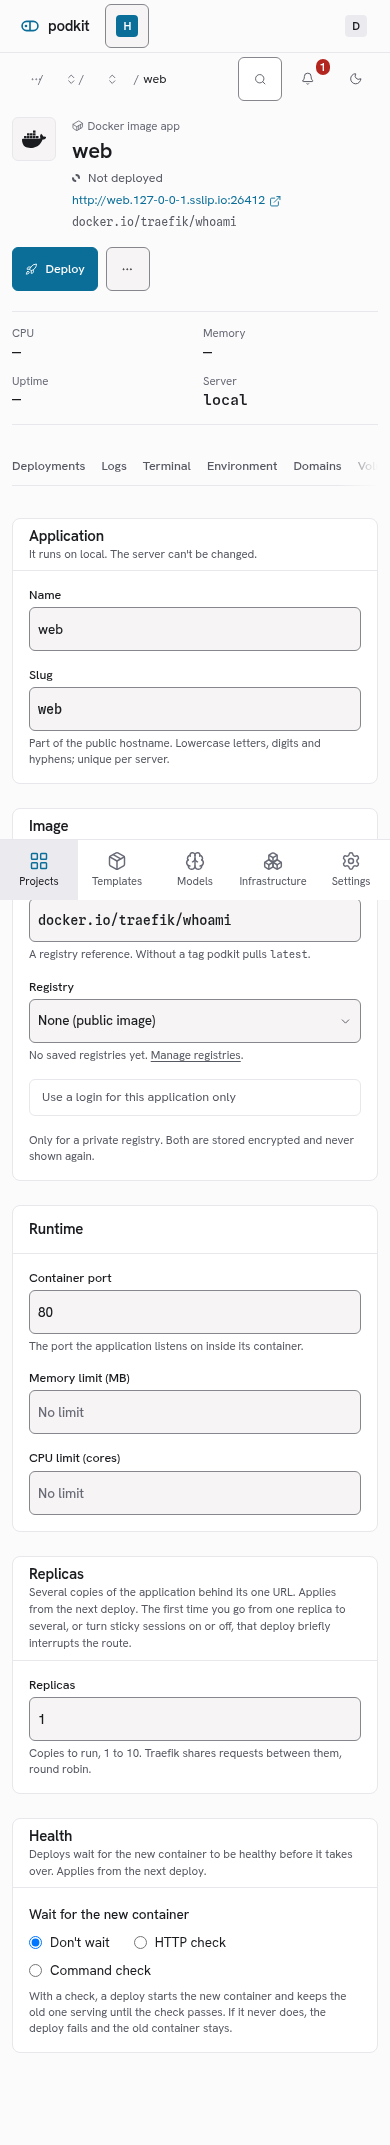 podkit H D
··/ / / web 1
Docker image app
web
Not deployed
http://web.127-0-0-1.sslip.io:26412
docker.io/traefik/whoami
Deploy ···
CPU Memory
— —
Uptime Server
— local
Deployments Logs Terminal Environment Domains Vol
Application
It runs on local. The server can't be changed.
Name
web
Slug
web
Part of the public hostname. Lowercase letters, digits and
hyphens; unique per server.
Image
Projects Templates Models Infrastructure Settings
docker.io/traefik/whoami
A registry reference. Without a tag podkit pulls latest.
Registry
None (public image)
No saved registries yet. Manage registries.
Use a login for this application only
Only for a private registry. Both are stored encrypted and never
shown again.
Runtime
Container port
80
The port the application listens on inside its container.
Memory limit (MB)
No limit
CPU limit (cores)
No limit
Replicas
Several copies of the application behind its one URL. Applies
from the next deploy. The first time you go from one replica to
several, or turn sticky sessions on or off, that deploy briefly
interrupts the route.
Replicas
1
Copies to run, 1 to 10. Traefik shares requests between them,
round robin.
Health
Deploys wait for the new container to be healthy before it takes
over. Applies from the next deploy.
Wait for the new container
Don't wait HTTP check
Command check
With a check, a deploy starts the new container and keeps the
old one serving until the check passes. If it never does, the
deploy fails and the old container stays.